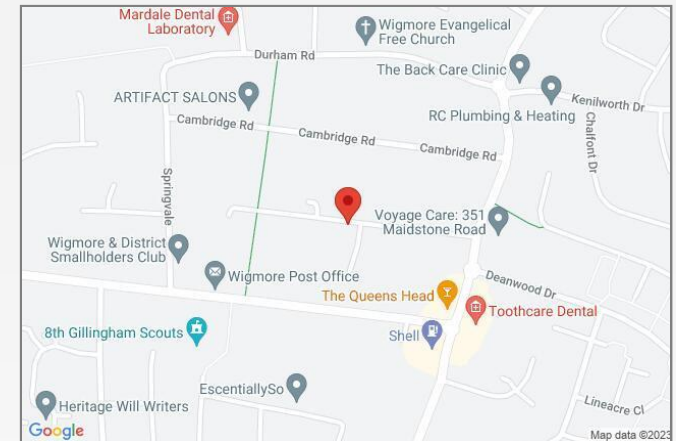 Mardale Dental
Laboratory
Wigmore Evangelical
Free Church
Durham Rd
The Back Care Clinic
Kenilworth Dr
ARTIFACT SALONS
RC Plumbing & Heating
Cambridge Rd
Cambridge Rd
Cambridge Rd
Chalfont Dr
Springvale
Voyage Care: 351
Maidstone Road
Wigmore & District
Smallholders Club
Wigmore Post Office
Deanwood Dr
The Queens Head
Toothcare Dental
8th Gillingham Scouts
Shell
EscentiallySo
Heritage Will Writers
Lineacre Cl
Google
Map data ©2023